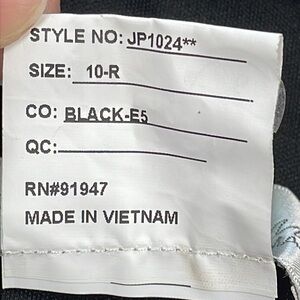 STYLE NO: JP1024**
SIZE: 10-R
CO: BLACK-E5
QC:
RN#91947
MADE IN VIETNAM